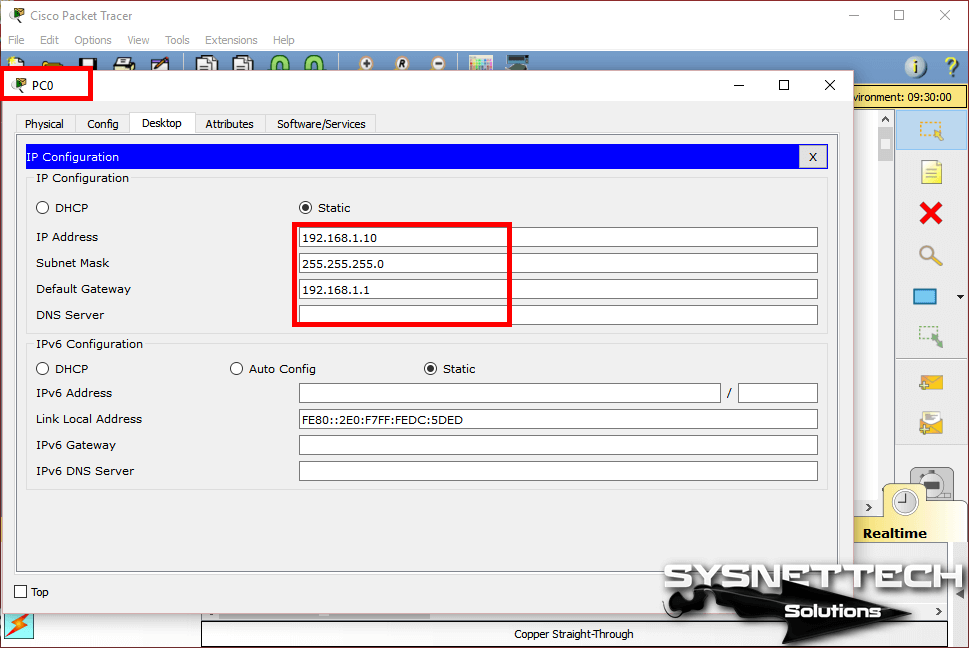 Cisco Packet Tracer
File Edit Options View Tools Extensions Help
R
i ?
PC0
vironment: 09:30:00
Physical Config Desktop Attributes Software/Services
IP Configuration X
IP Configuration
DHCP Static
IP Address 192.168.1.10
Subnet Mask 255.255.255.0
Default Gateway 192.168.1.1
DNS Server
IPv6 Configuration
DHCP Auto Config Static
IPv6 Address /
Link Local Address FE80::2E0:F7FF:FEDC:5DED
IPv6 Gateway
IPv6 DNS Server
Realtime
Top
SYSNETTECH
Solutions
Copper Straight-Through